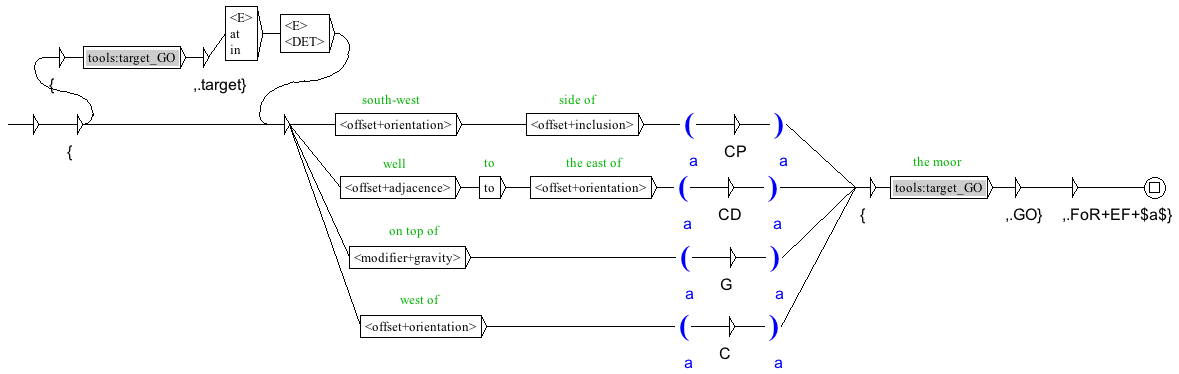 <E>
at
in
<E>
<DET>
{
tools:target_GO
,.target}
{
south-west
side of
<offset+orientation>
<offset+inclusion>
(
)
a
CP
a
well
to
the east of
the moor
<offset+adjacence>
to
<offset+orientation>
(
)
tools:target_GO
a
CD
a
{
,.GO}
,.FoR+EF+$a$}
on top of
<modifier+gravity>
(
)
a
G
a
west of
<offset+orientation>
(
)
a
C
a